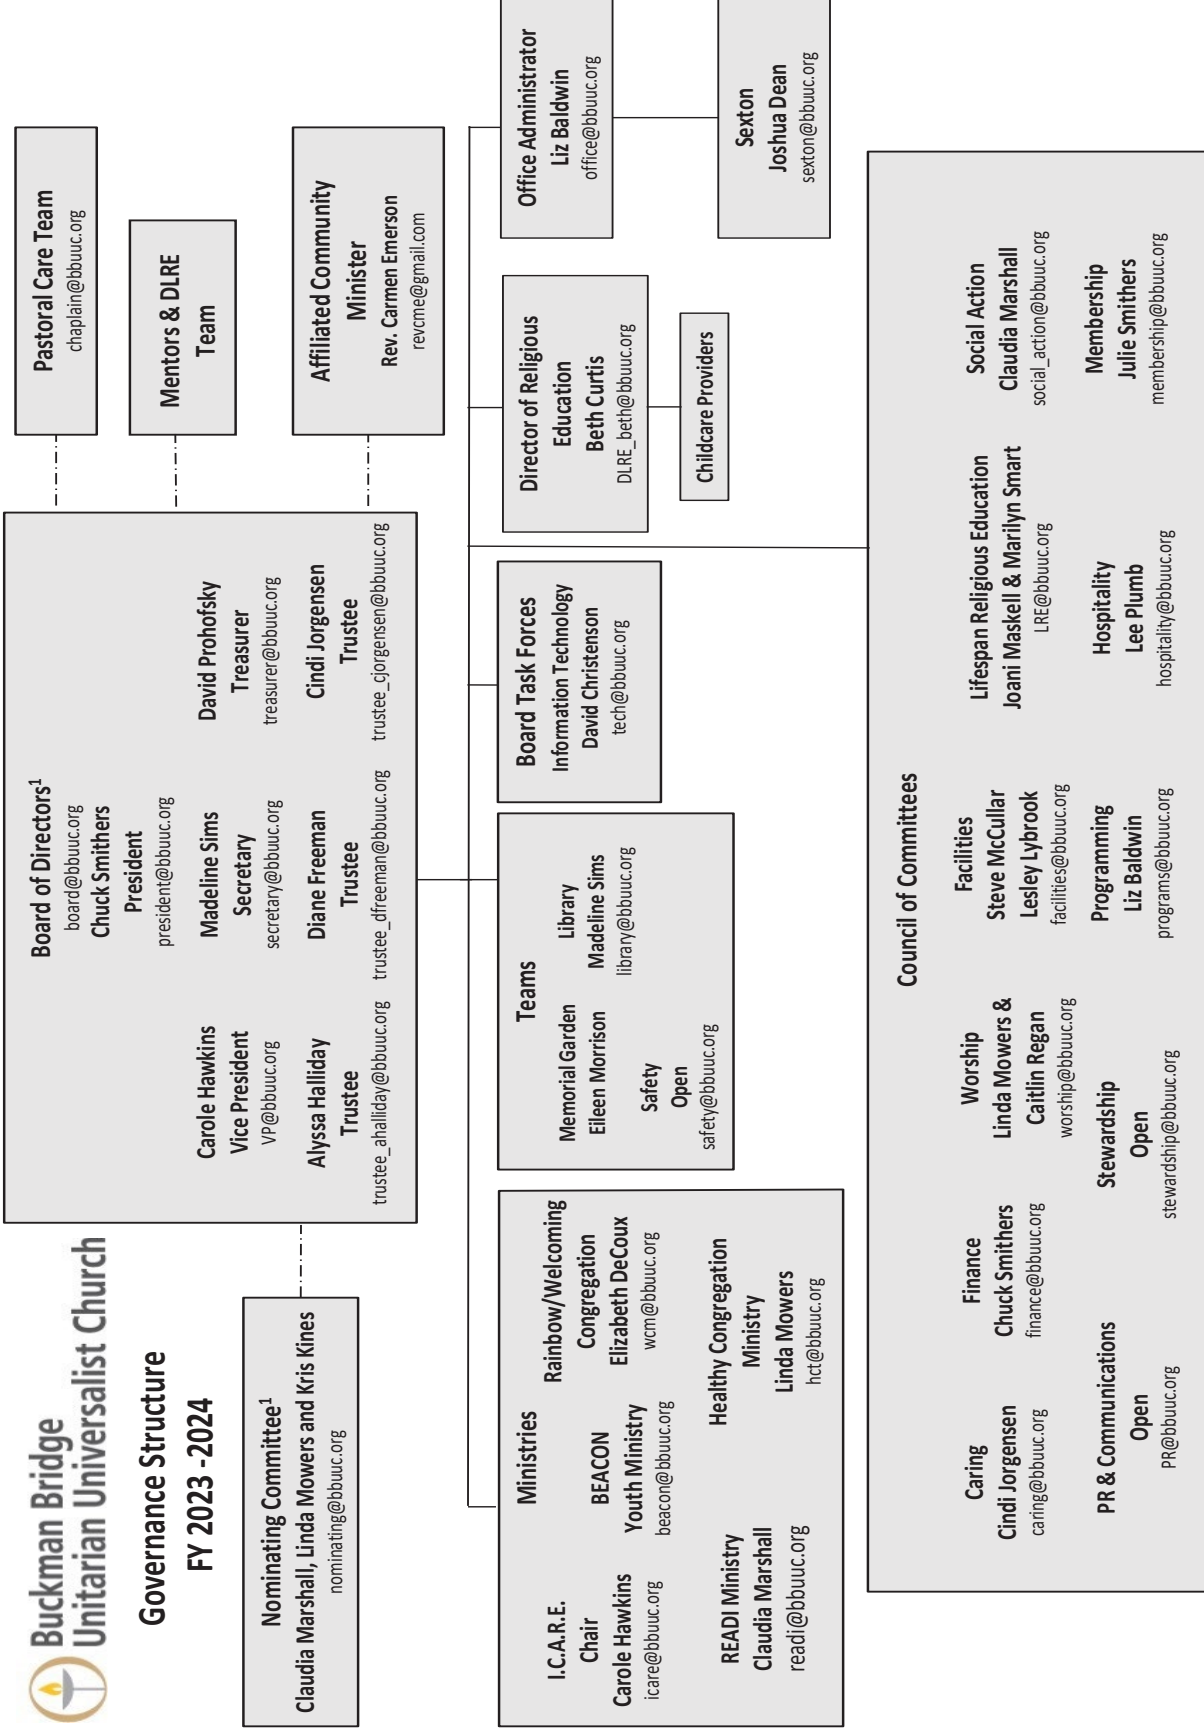 Buckman Bridge
Unitarian Universalist Church
Governance Structure
FY 2023 -2024
Nominating Committee1
Claudia Marshall, Linda Mowers and Kris Kines
nominating@bbuuc.org
Board of Directors1
board@bbuuc.org
Chuck Smithers
President
president@bbuuc.org
Carole Hawkins
Vice President
VP@bbuuc.org
Madeline Sims
Secretary
secretary@bbuuc.org
David Prohofsky
Treasurer
treasurer@bbuuc.org
Alyssa Halliday
Trustee
trustee_ahalliday@bbuuc.org
Diane Freeman
Trustee
trustee_dfreeman@bbuuc.org
Cindi Jorgensen
Trustee
trustee_cjorgensen@bbuuc.org
Pastoral Care Team
chaplain@bbuuc.org
Mentors & DLRE
Team
Affiliated Community
Minister
Rev. Carmen Emerson
revcme@gmail.com
Ministries
I.C.A.R.E.
Chair
Carole Hawkins
icare@bbuuc.org
BEACON
Youth Ministry
beacon@bbuuc.org
Rainbow/Welcoming
Congregation
Elizabeth DeCoux
wcm@bbuuc.org
READI Ministry
Claudia Marshall
readi@bbuuc.org
Healthy Congregation
Ministry
Linda Mowers
hct@bbuuc.org
Teams
Memorial Garden
Eileen Morrison
Library
Madeline Sims
library@bbuuc.org
Safety
Open
safety@bbuuc.org
Board Task Forces
Information Technology
David Christenson
tech@bbuuc.org
Director of Religious
Education
Beth Curtis
DLRE_beth@bbuuc.org
Childcare Providers
Office Administrator
Liz Baldwin
office@bbuuc.org
Sexton
Joshua Dean
sexton@bbuuc.org
Council of Committees
Caring
Cindi Jorgensen
caring@bbuuc.org
Finance
Chuck Smithers
finance@bbuuc.org
Worship
Linda Mowers &
Caitlin Regan
worship@bbuuc.org
Facilities
Steve McCullar
Lesley Lybrook
facilities@bbuuc.org
Lifespan Religious Education
Joani Maskell & Marilyn Smart
LRE@bbuuc.org
Social Action
Claudia Marshall
social_action@bbuuc.org
PR & Communications
Open
PR@bbuuc.org
Stewardship
Open
stewardship@bbuuc.org
Programming
Liz Baldwin
programs@bbuuc.org
Hospitality
Lee Plumb
hospitality@bbuuc.org
Membership
Julie Smithers
membership@bbuuc.org